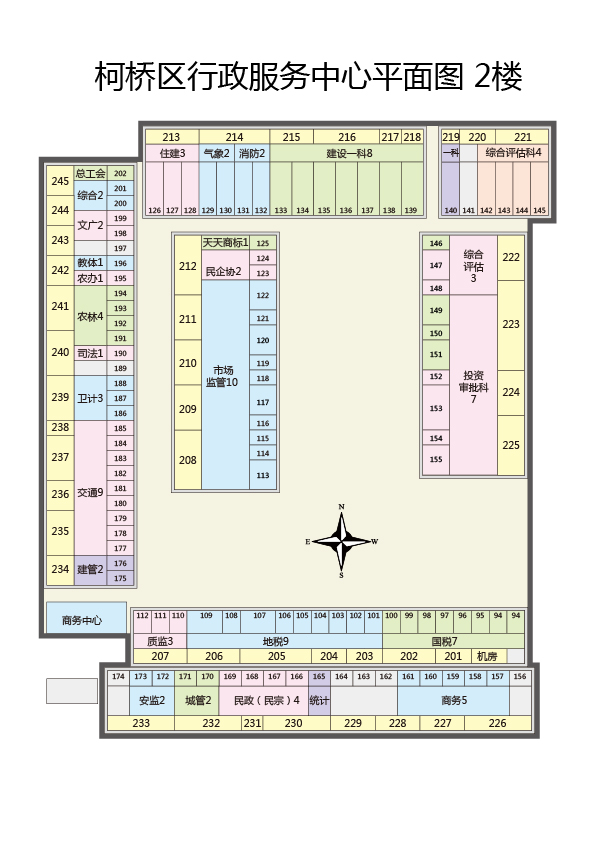 柯桥区行政服务中心平面图 2楼
213 214 215 216 217 218
住建3 气象2 消防2 建设一科8
126 127 128 129 130 131 132 133 134 135 136 137 138 139
219 220 221
一科 综合评估科4
140 141 142 143 144 145
245 244 243 242 241 240 239 238 237 236 235 234
总工会 202
综合2 201
200
文广2 199
198
197
教体1 196
农办1 195
农林4 194
193
192
191
司法1 190
189
卫计3 188
187
186
交通9 185
184
183
182
181
180
179
178
177
建管2 176
175
212 211 210 209 208
天天商标1 125
民企协2 124
123
市场
监管10
122
121
120
119
118
117
116
115
114
113
146
147
148
149
150
151
152
153
154
155
综合
评估
3
投资
审批科
7
222
223
224
225
N
E W
S
商务中心
112 111 110 109 108 107 106 105 104 103 102 101 100 99 98 97 96 95 94 94
质监3 地税9 国税7
207 206 205 204 203 202 201 机房
174 173 172 171 170 169 168 167 166 165 164 163 162 161 160 159 158 157 156
安监2 城管2 民政（民宗）4 统计 商务5
233 232 231 230 229 228 227 226